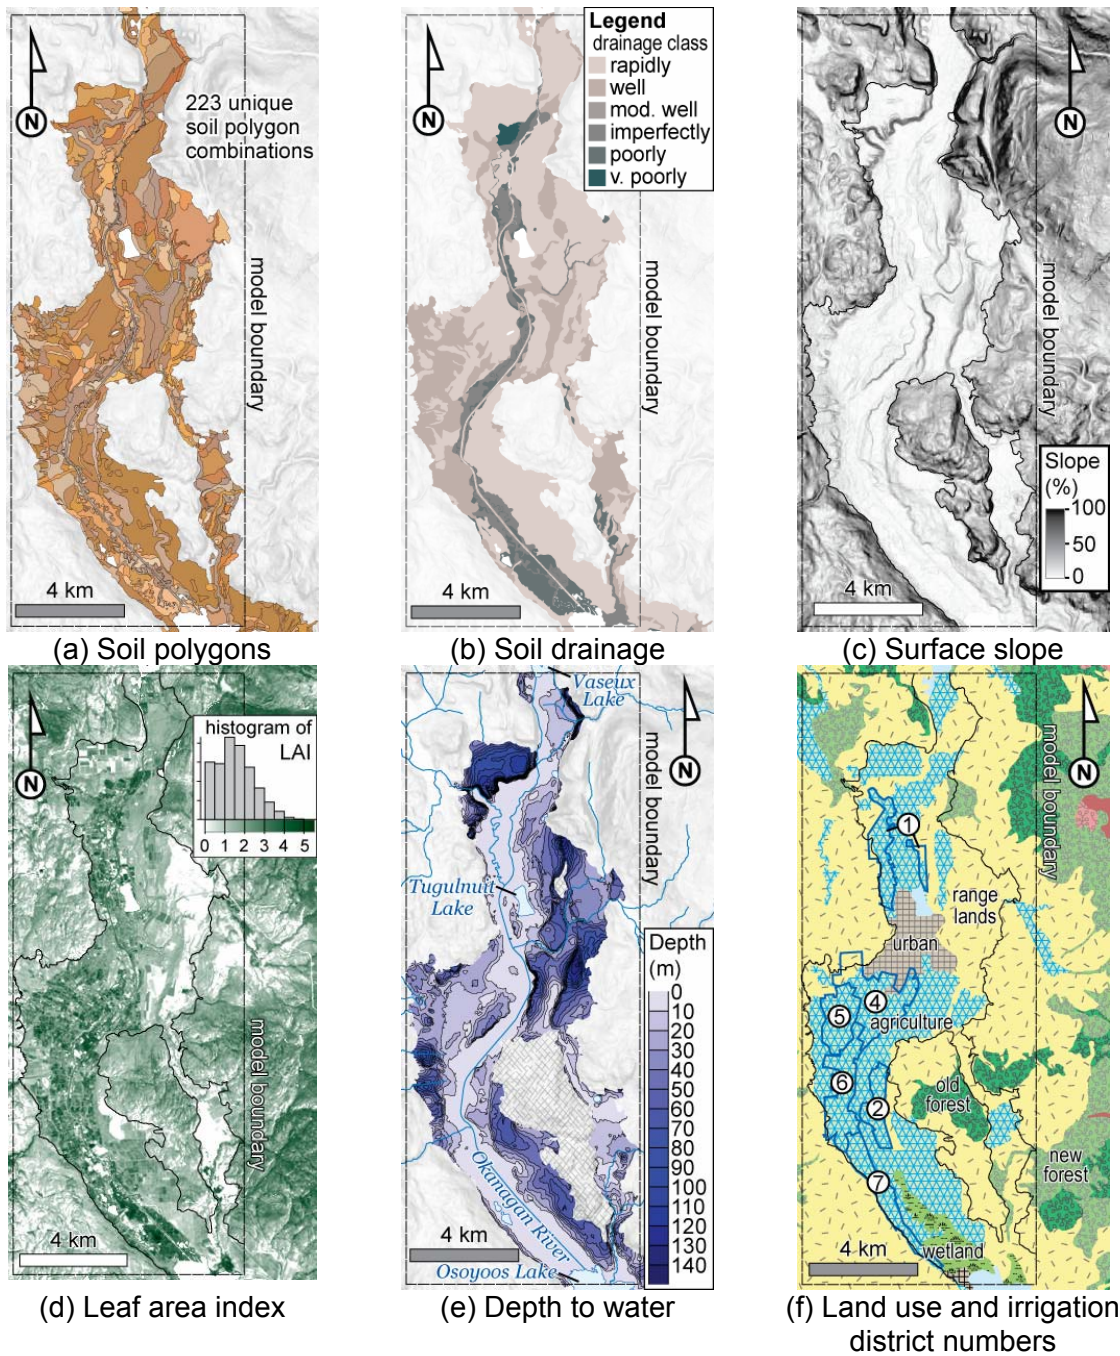 N
223 unique
soil polygon
combinations
model boundary
4 km
(a) Soil polygons
N
Legend
drainage class
rapidly
well
mod. well
imperfectly
poorly
v. poorly
model boundary
4 km
(b) Soil drainage
N
model boundary
Slope
(%)
100
50
0
4 km
(c) Surface slope
N
histogram of
LAI
0 1 2 3 4 5
model boundary
4 km
(d) Leaf area index
Vaseux
Lake
N
model boundary
Tugulnuit
Lake
Depth
(m)
0
10
20
30
40
50
60
70
80
90
100
110
120
130
140
Okanagan River
4 km
Osoyoos Lake
(e) Depth to water
model boundary
N
1
range
lands
urban
4
5
agriculture
6
old
forest
2
new
forest
7
wetland
4 km
(f) Land use and irrigation
district numbers